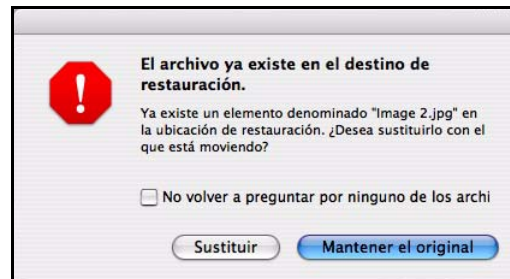 El archivo ya existe en el destino de
restauración.
Ya existe un elemento denominado "Image 2.jpg" en
la ubicación de restauración. ¿Desea sustituirlo con el
que está moviendo?
No volver a preguntar por ninguno de los archi
Sustituir
Mantener el original